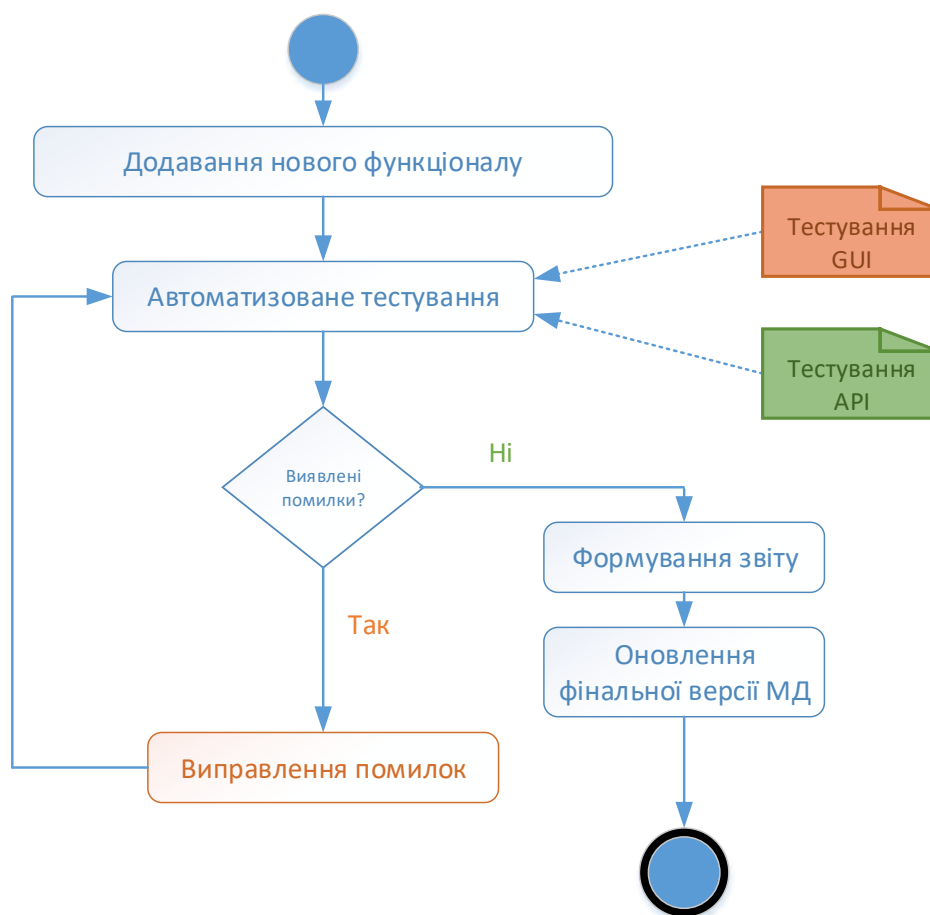 Додавання нового функціоналу
Тестування
GUI
Автоматизоване тестування
Тестування
API
Виявлені
помилки?
Ні
Формування звіту
Так
Оновлення
фінальної версії МД
Виправлення помилок